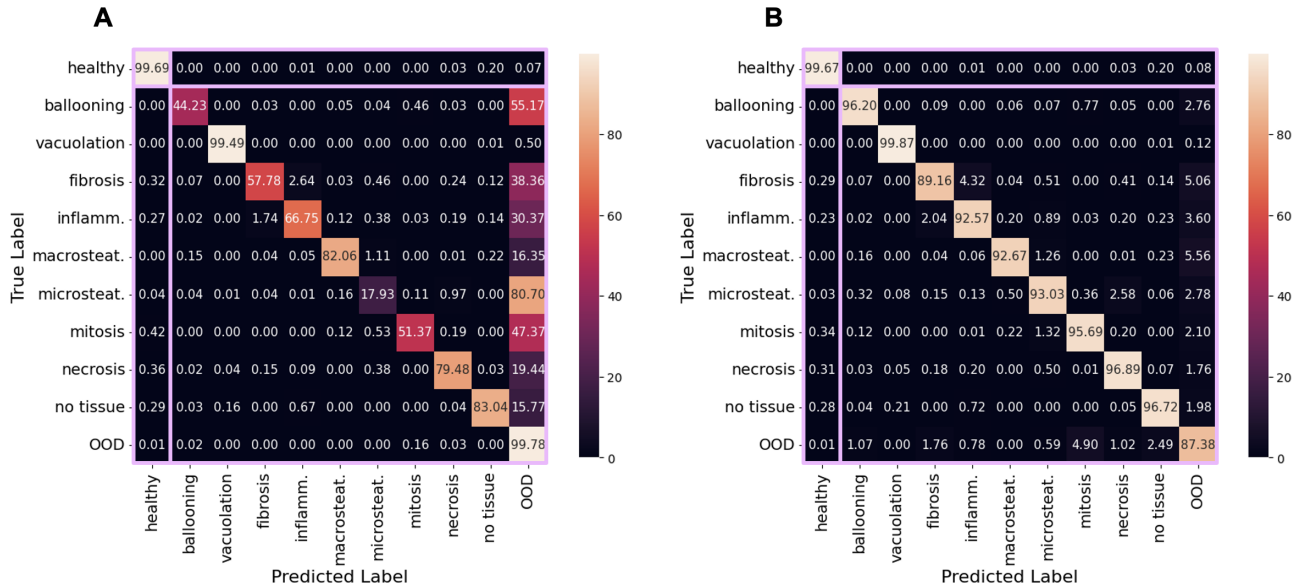 A
healthy 99.69 0.00 0.00 0.00 0.01 0.00 0.00 0.00 0.03 0.20 0.07
ballooning 0.00 44.23 0.00 0.03 0.00 0.05 0.04 0.46 0.03 0.00 55.17
vacuolation 0.00 0.00 99.49 0.00 0.00 0.00 0.00 0.00 0.00 0.01 0.50
fibrosis 0.32 0.07 0.00 57.78 2.64 0.03 0.46 0.00 0.24 0.12 38.36
inflamm. 0.27 0.02 0.00 1.74 66.75 0.12 0.38 0.03 0.19 0.14 30.37
macrosteat. 0.00 0.15 0.00 0.04 0.05 82.06 1.11 0.00 0.01 0.22 16.35
microsteat. 0.04 0.04 0.01 0.04 0.01 0.16 17.93 0.11 0.97 0.00 80.70
mitosis 0.42 0.00 0.00 0.00 0.00 0.12 0.53 51.37 0.19 0.00 47.37
necrosis 0.36 0.02 0.04 0.15 0.09 0.00 0.38 0.00 79.48 0.03 19.44
no tissue 0.29 0.03 0.16 0.00 0.67 0.00 0.00 0.00 0.04 83.04 15.77
OOD 0.01 0.02 0.00 0.00 0.00 0.00 0.00 0.16 0.03 0.00 99.78
True Label
healthy
ballooning
vacuolation
fibrosis
inflamm.
macrosteat.
microsteat.
mitosis
necrosis
no tissue
OOD
Predicted Label
80
60
40
20
0
B
healthy 99.67 0.00 0.00 0.00 0.01 0.00 0.00 0.00 0.03 0.20 0.08
ballooning 0.00 96.20 0.00 0.09 0.00 0.06 0.07 0.77 0.05 0.00 2.76
vacuolation 0.00 0.00 99.87 0.00 0.00 0.00 0.00 0.00 0.00 0.01 0.12
fibrosis 0.29 0.07 0.00 89.16 4.32 0.04 0.51 0.00 0.41 0.14 5.06
inflamm. 0.23 0.02 0.00 2.04 92.57 0.20 0.89 0.03 0.20 0.23 3.60
macrosteat. 0.00 0.16 0.00 0.04 0.06 92.67 1.26 0.00 0.01 0.23 5.56
microsteat. 0.03 0.32 0.08 0.15 0.13 0.50 93.03 0.36 2.58 0.06 2.78
mitosis 0.34 0.12 0.00 0.00 0.01 0.22 1.32 95.69 0.20 0.00 2.10
necrosis 0.31 0.03 0.05 0.18 0.20 0.00 0.50 0.01 96.89 0.07 1.76
no tissue 0.28 0.04 0.21 0.00 0.72 0.00 0.00 0.00 0.05 96.72 1.98
OOD 0.01 1.07 0.00 1.76 0.78 0.00 0.59 4.90 1.02 2.49 87.38
True Label
healthy
ballooning
vacuolation
fibrosis
inflamm.
macrosteat.
microsteat.
mitosis
necrosis
no tissue
OOD
Predicted Label
80
60
40
20
0